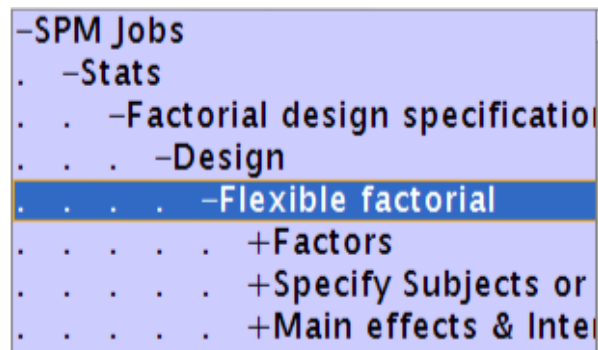 −SPM Jobs
. −Stats
. . −Factorial design specificatio
. . . −Design
. . . . −Flexible factorial
. . . . . +Factors
. . . . . +Specify Subjects or
. . . . . +Main effects & Inte